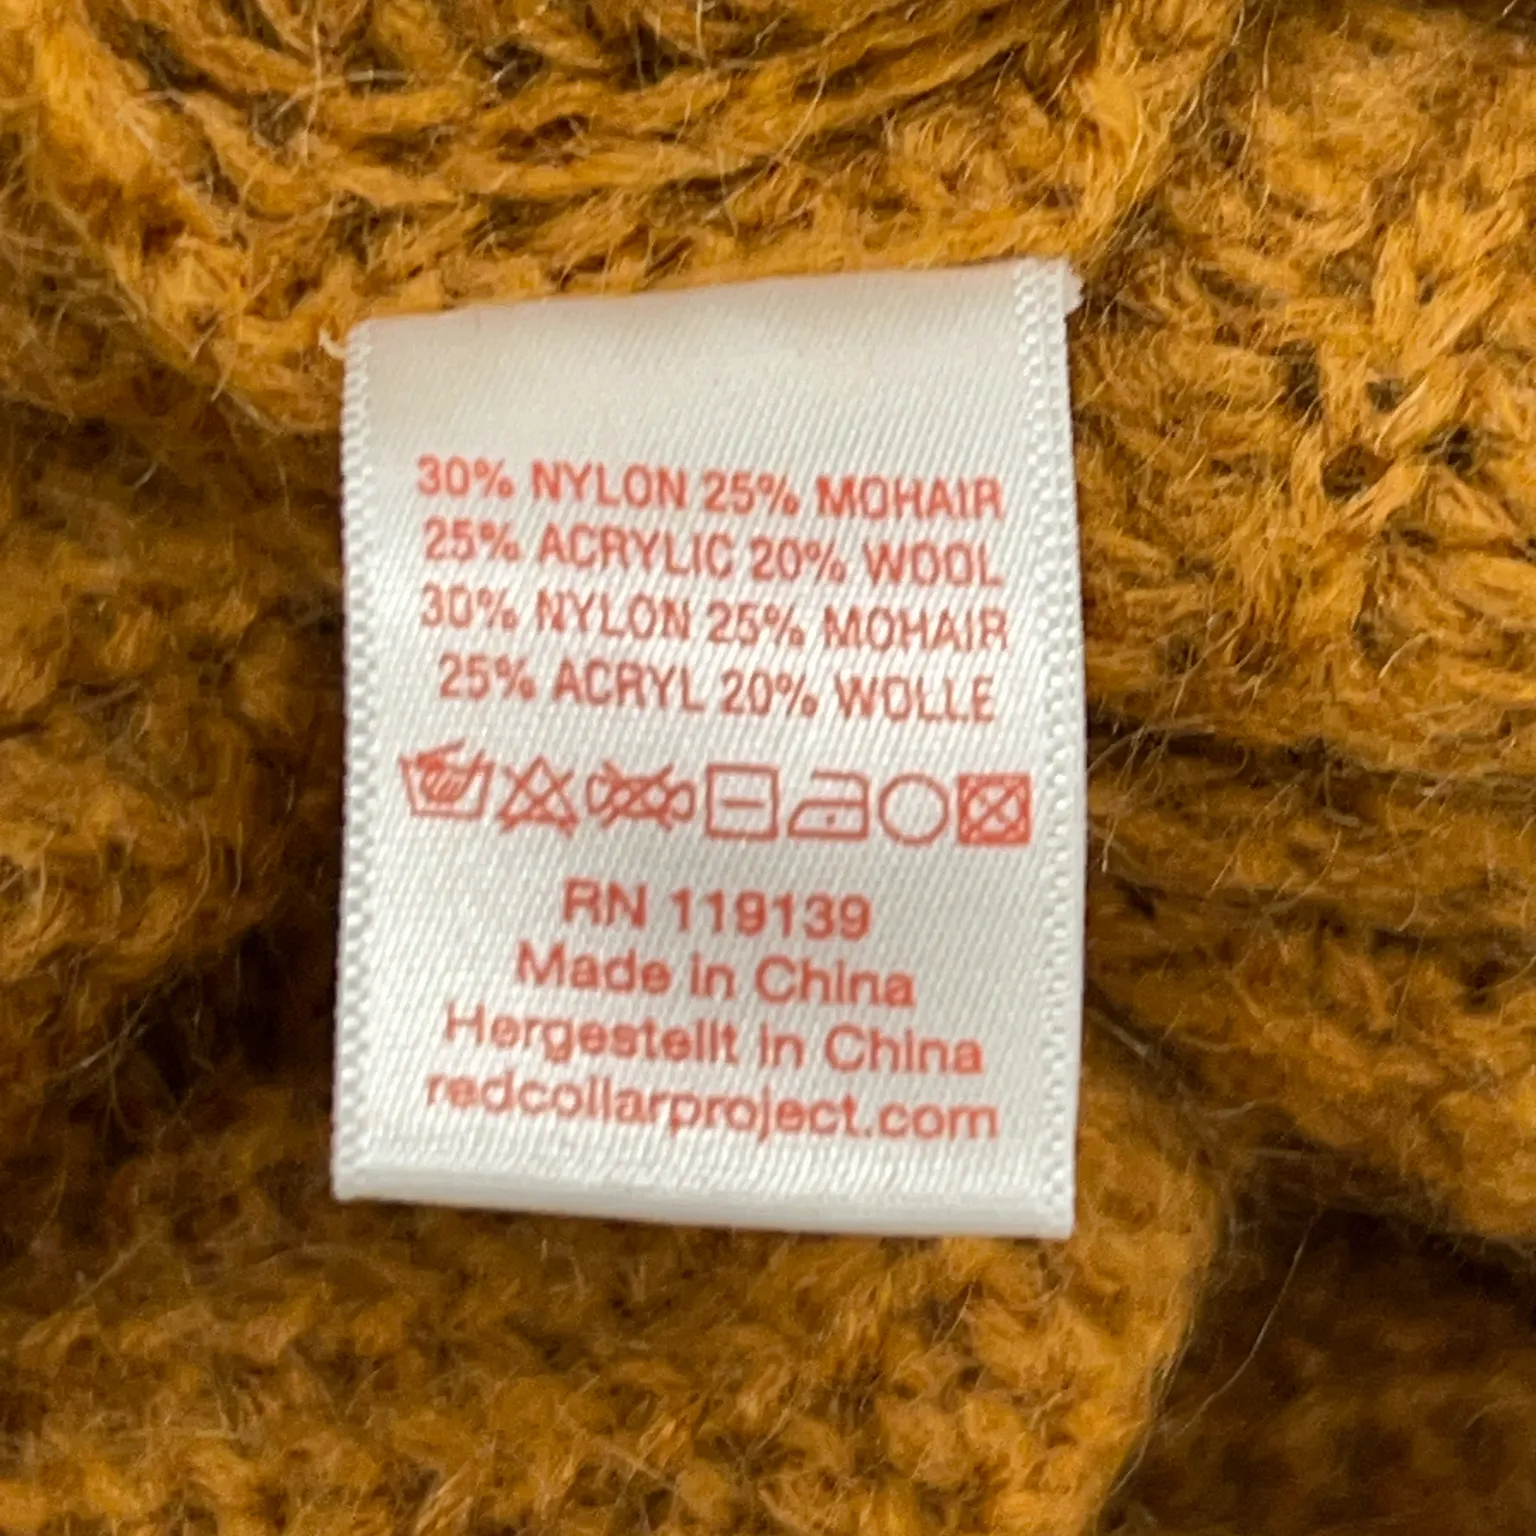 30% NYLON 25% MOHAIR
25% ACRYLIC 20% WOOL
30% NYLON 25% MOHAIR
25% ACRYL 20% WOLLE
RN 119139
Made in China
Hergestellt in China
redcollarproject.com